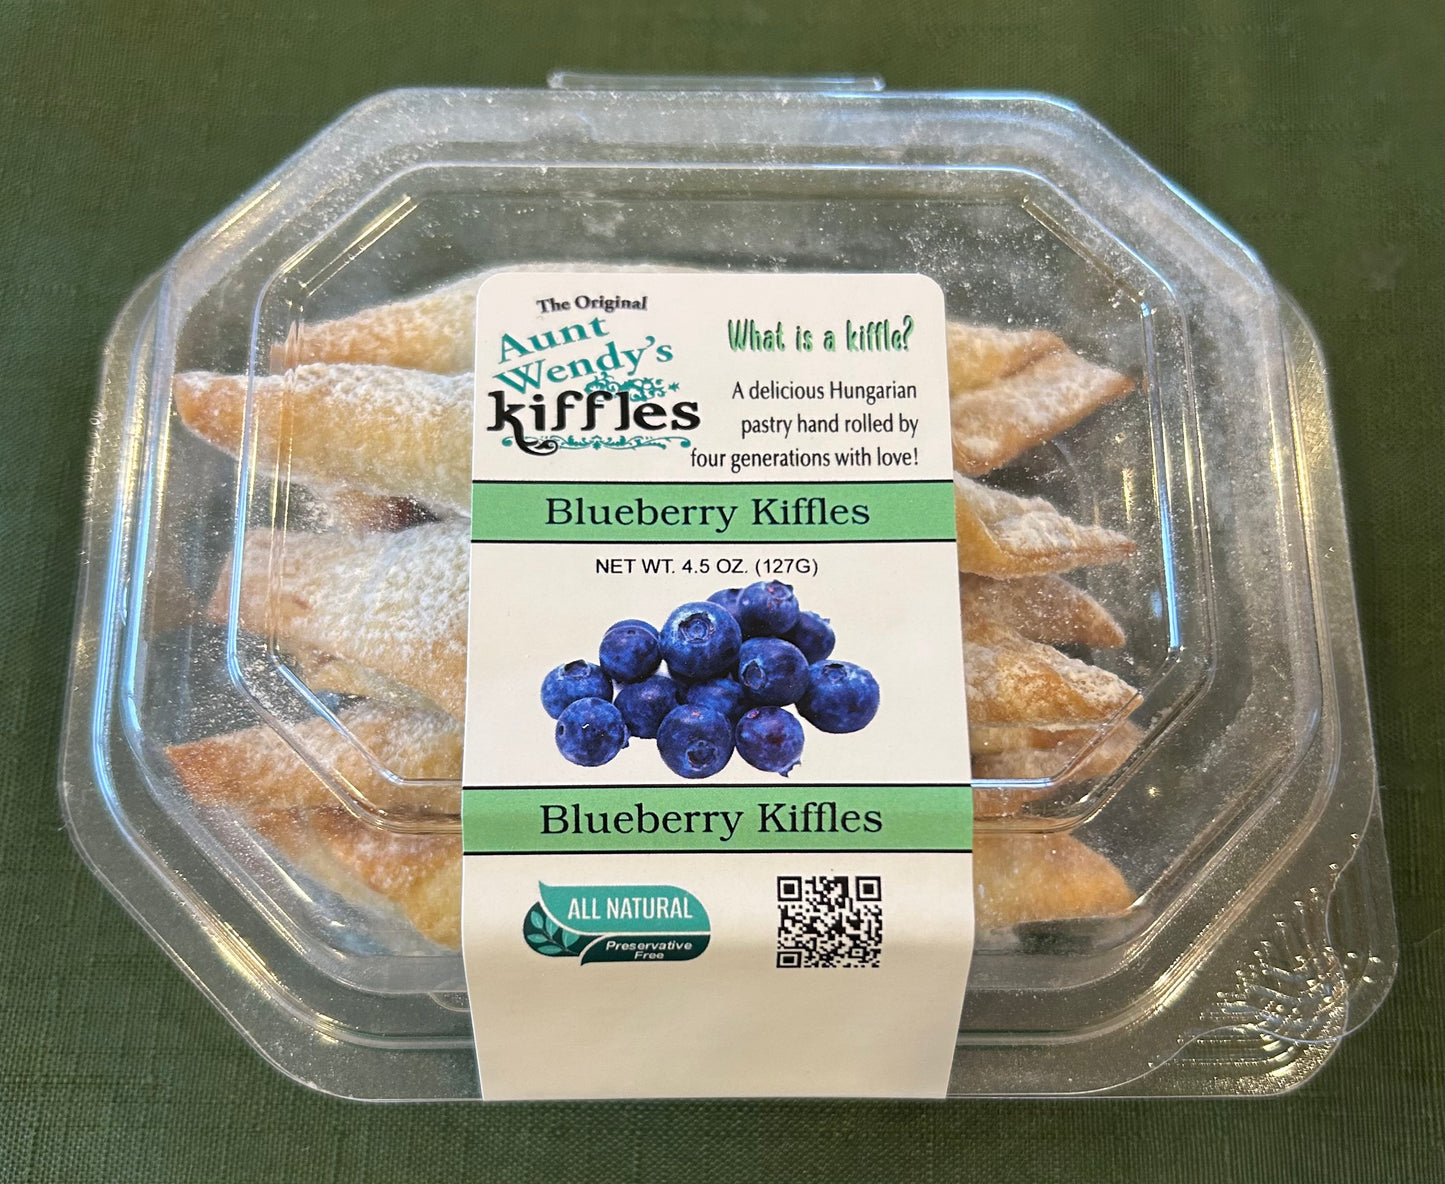 The Original
Aunt
Wendy's
kiffles
What is a kiffle?
A delicious Hungarian
pastry hand rolled by
four generations with love!
Blueberry Kiffles
NET WT. 4.5 OZ. (127G)
Blueberry Kiffles
ALL NATURAL
Preservative
Free